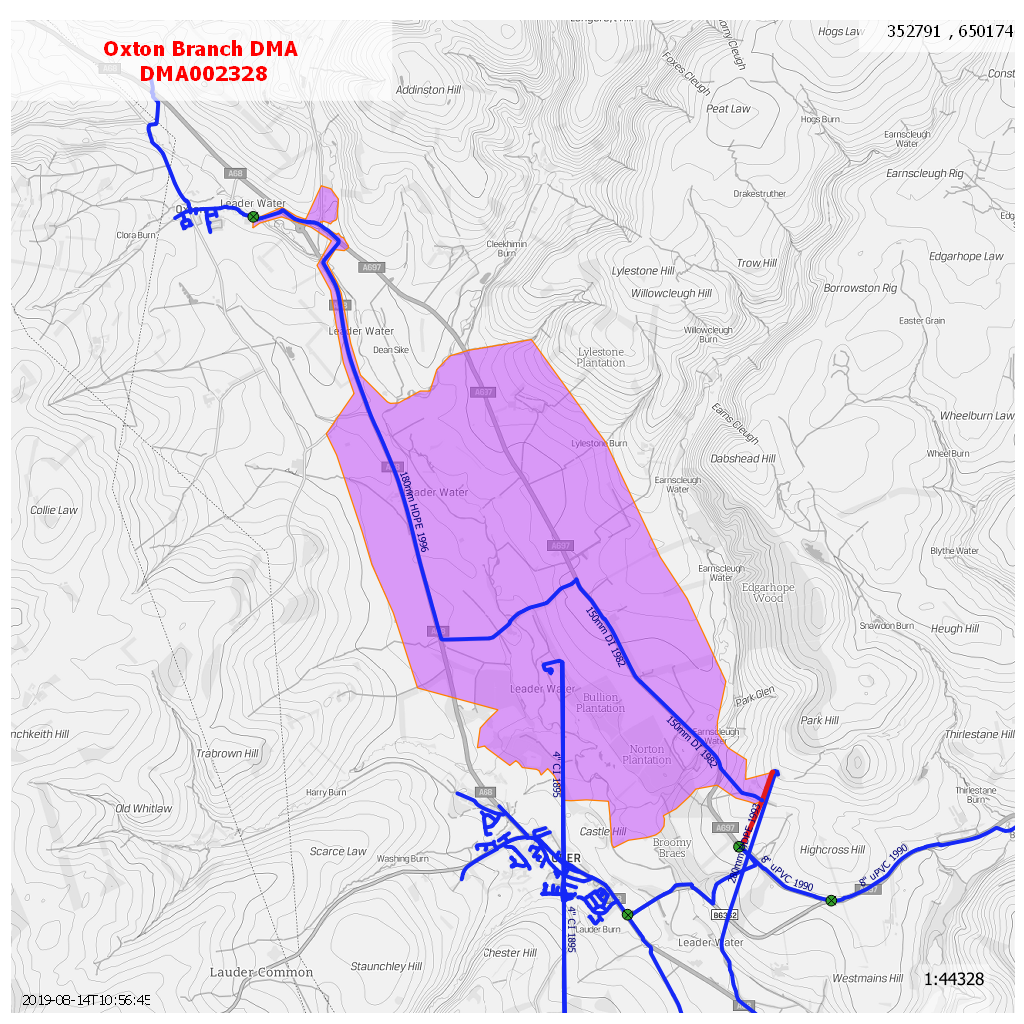 Oxton Branch DMA
DMA002328
352791 , 650174
Hogs Law
Addinston Hill
Foxes Cleugh
Peat Law
Hogs Burn
Earnscleugh
Water
Earnscleugh Rig
A68
Leader Water
Drakestruther
Clora Burn
Cleekhimin
Burn
A697
Lylestone Hill
Trow Hill
Edgarhope Law
Willowcleugh Hill
Borrowston Rig
Leader Water
Willowcleugh
Burn
Easter Grain
Dean Sike
Lylestone
Plantation
A697
Earns Cleugh
Wheelburn Law
Lylestone Burn
Wheel Burn
Dabshead Hill
180mm HDPE 1996
Leader Water
Earnscleugh
Water
Collie Law
A697
Blythe Water
Earnscleugh
Water
Edgarhope
Wood
150mm DI 1982
Snawdon Burn
Heugh Hill
Leader Water
Bullion
Plantation
Park Glen
Park Hill
150mm DI 1982
Earnscleugh
Water
Thirlestane Hill
nchkeith Hill
Trabrown Hill
Norton
Plantation
4" CI 1895
Harry Burn
A68
Thirlestane
Burn
Old Whitlaw
Castle Hill
A697
Scarce Law
Washing Burn
Broomy
Braes
Highcross Hill
8" uPVC 1990
8" uPVC 1990
4" CI 1895
B6362
Lauder Burn
Leader Water
Chester Hill
Staunchley Hill
Lauder Common
Westmains Hill
1:44328
2019-08-14T10:56:45